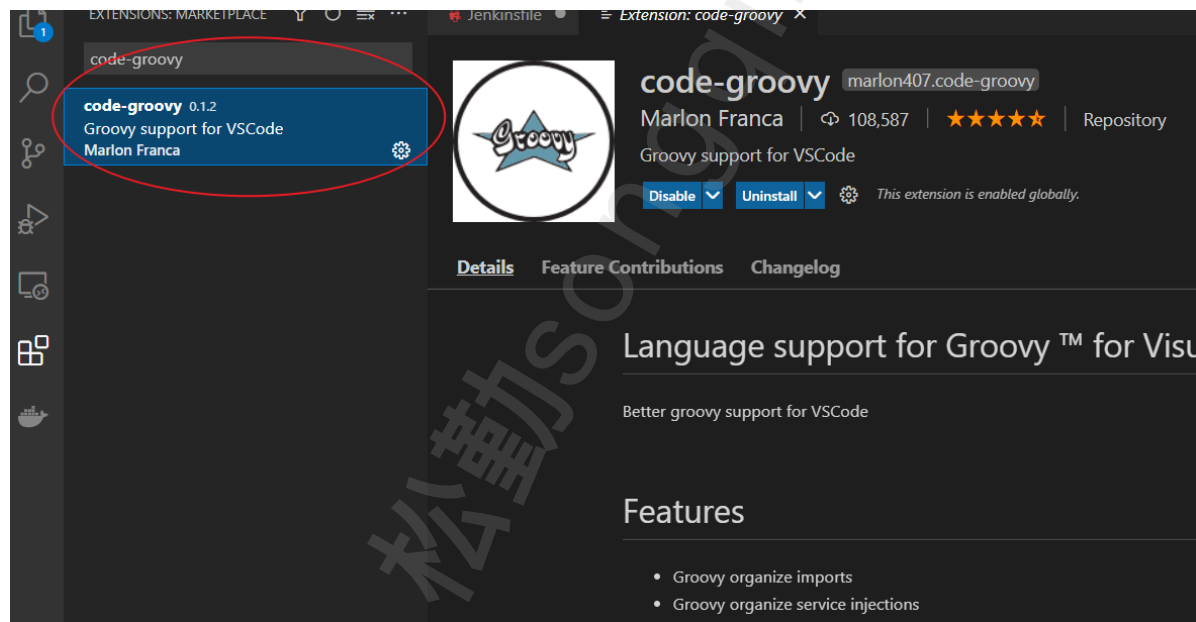 EXTENSIONS: MARKETPLACE
Jenkinsfile
Extension: code-groovy
1
code-groovy
code-groovy 0.1.2
Groovy support for VSCode
Marlon Franca
Groovy
code-groovy marlon407.code-groovy
Marlon Franca 108,587 Repository
Groovy support for VSCode
Disable Uninstall This extension is enabled globally.
Details Feature Contributions Changelog
Language support for Groovy ™ for Visu
Better groovy support for VSCode
Features
• Groovy organize imports
• Groovy organize service injections
松勤song